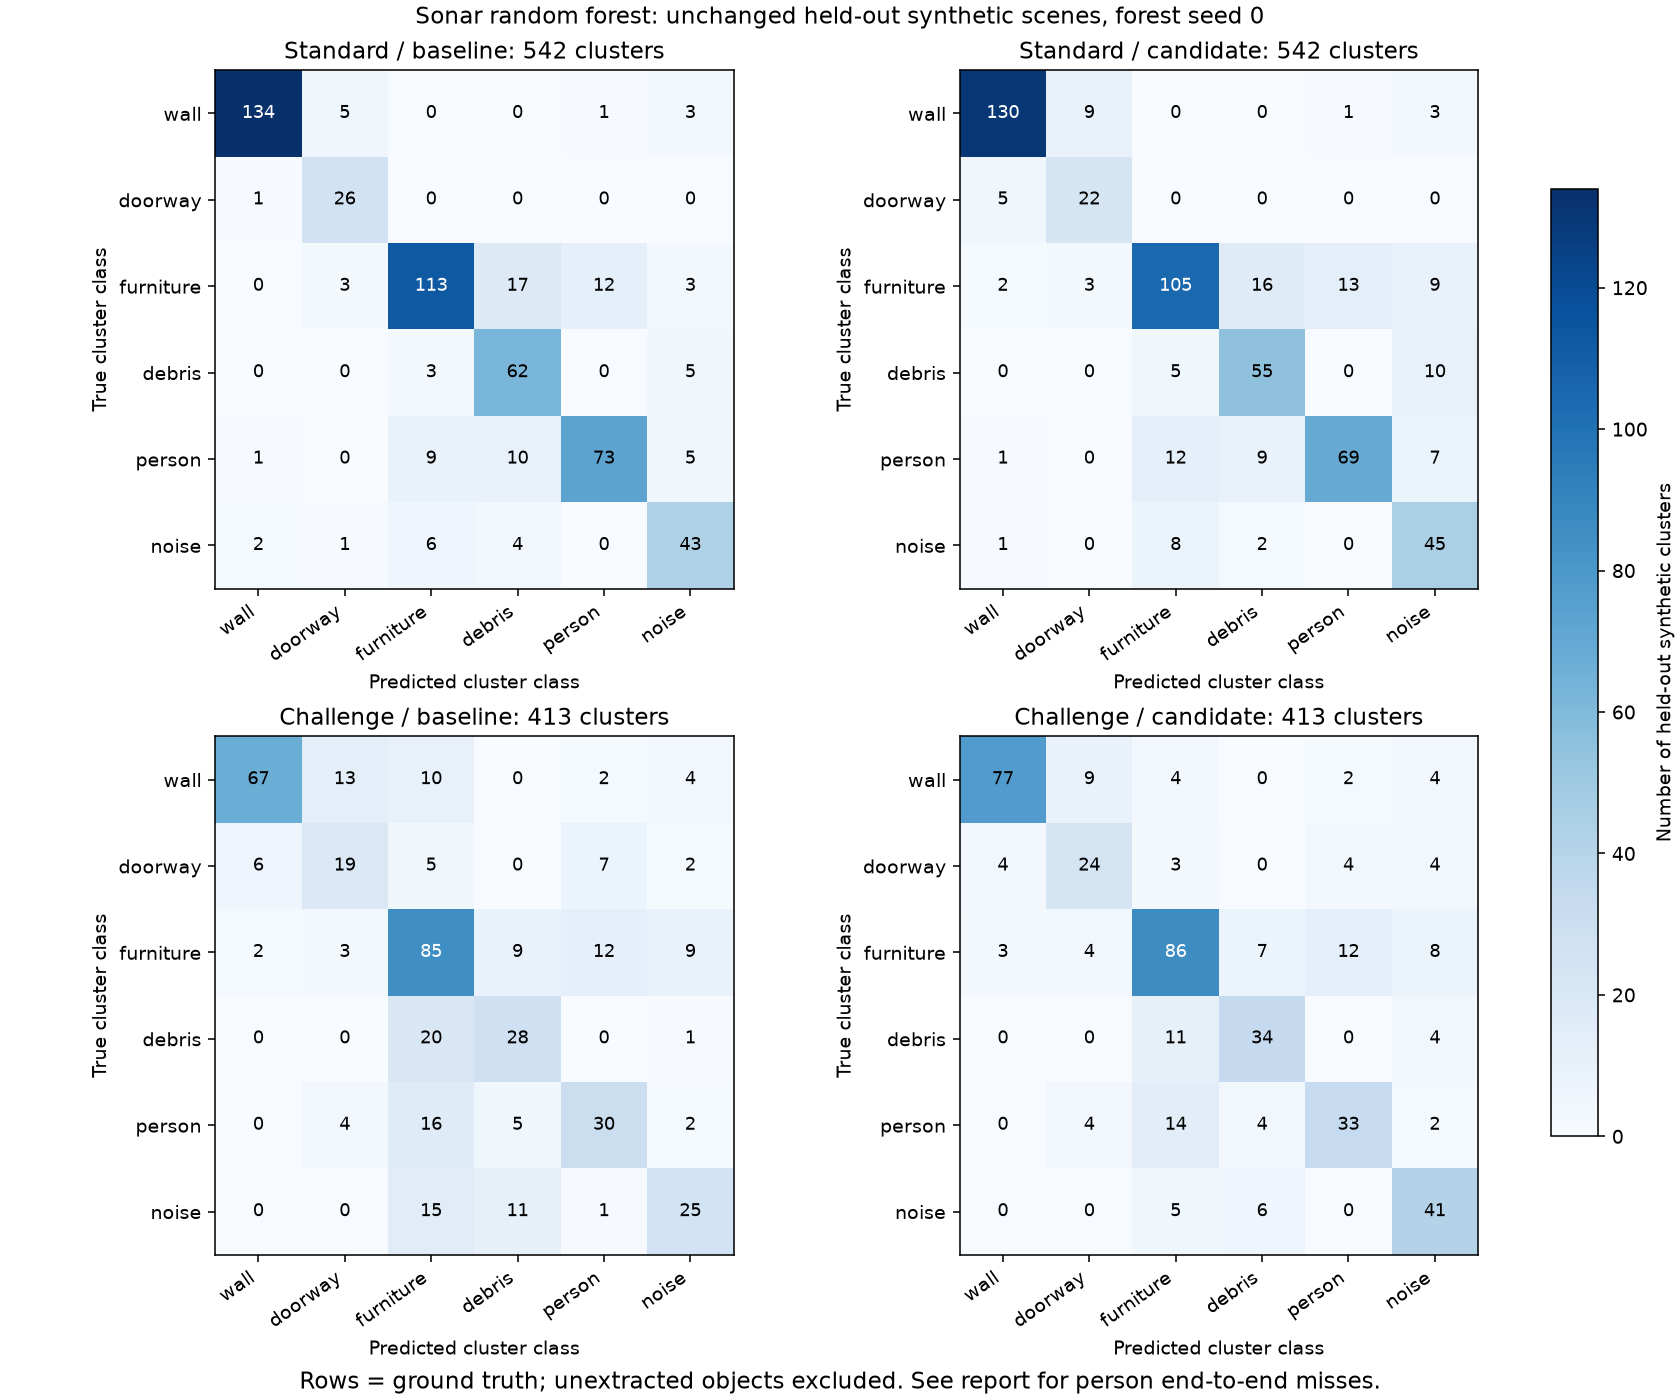 Sonar random forest: unchanged held-out synthetic scenes, forest seed 0
Standard / baseline: 542 clusters
True cluster class
wall 134 5 0 0 1 3
doorway 1 26 0 0 0 0
furniture 0 3 113 17 12 3
debris 0 0 3 62 0 5
person 1 0 9 10 73 5
noise 2 1 6 4 0 43
wall doorway furniture debris person noise
Predicted cluster class
Standard / candidate: 542 clusters
True cluster class
wall 130 9 0 0 1 3
doorway 5 22 0 0 0 0
furniture 2 3 105 16 13 9
debris 0 0 5 55 0 10
person 1 0 12 9 69 7
noise 1 0 8 2 0 45
wall doorway furniture debris person noise
Predicted cluster class
Challenge / baseline: 413 clusters
True cluster class
wall 67 13 10 0 2 4
doorway 6 19 5 0 7 2
furniture 2 3 85 9 12 9
debris 0 0 20 28 0 1
person 0 4 16 5 30 2
noise 0 0 15 11 1 25
wall doorway furniture debris person noise
Predicted cluster class
Challenge / candidate: 413 clusters
True cluster class
wall 77 9 4 0 2 4
doorway 4 24 3 0 4 4
furniture 3 4 86 7 12 8
debris 0 0 11 34 0 4
person 0 4 14 4 33 2
noise 0 0 5 6 0 41
wall doorway furniture debris person noise
Predicted cluster class
120
100
80
60
40
20
0
Number of held-out synthetic clusters
Rows = ground truth; unextracted objects excluded. See report for person end-to-end misses.